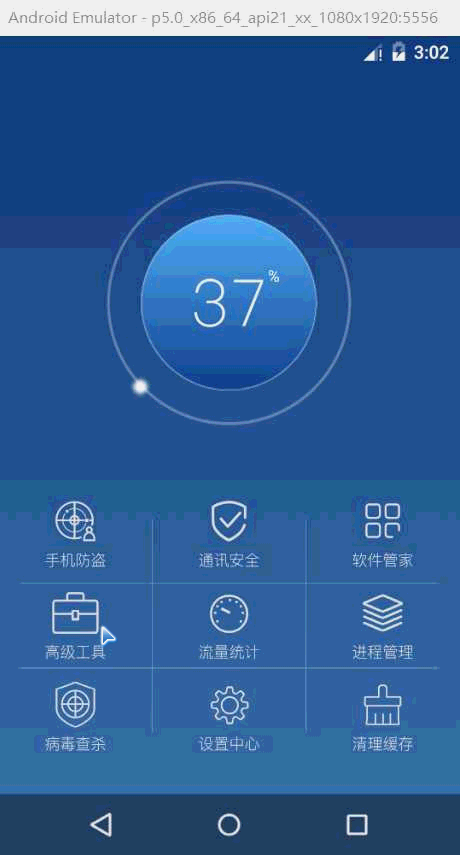 Android Emulator - p5.0_x86_64_api21_xx_1080x1920:5556
3:02
37%
手机防盗 通讯安全 软件管家
高级工具 流量统计 进程管理
病毒查杀 设置中心 清理缓存